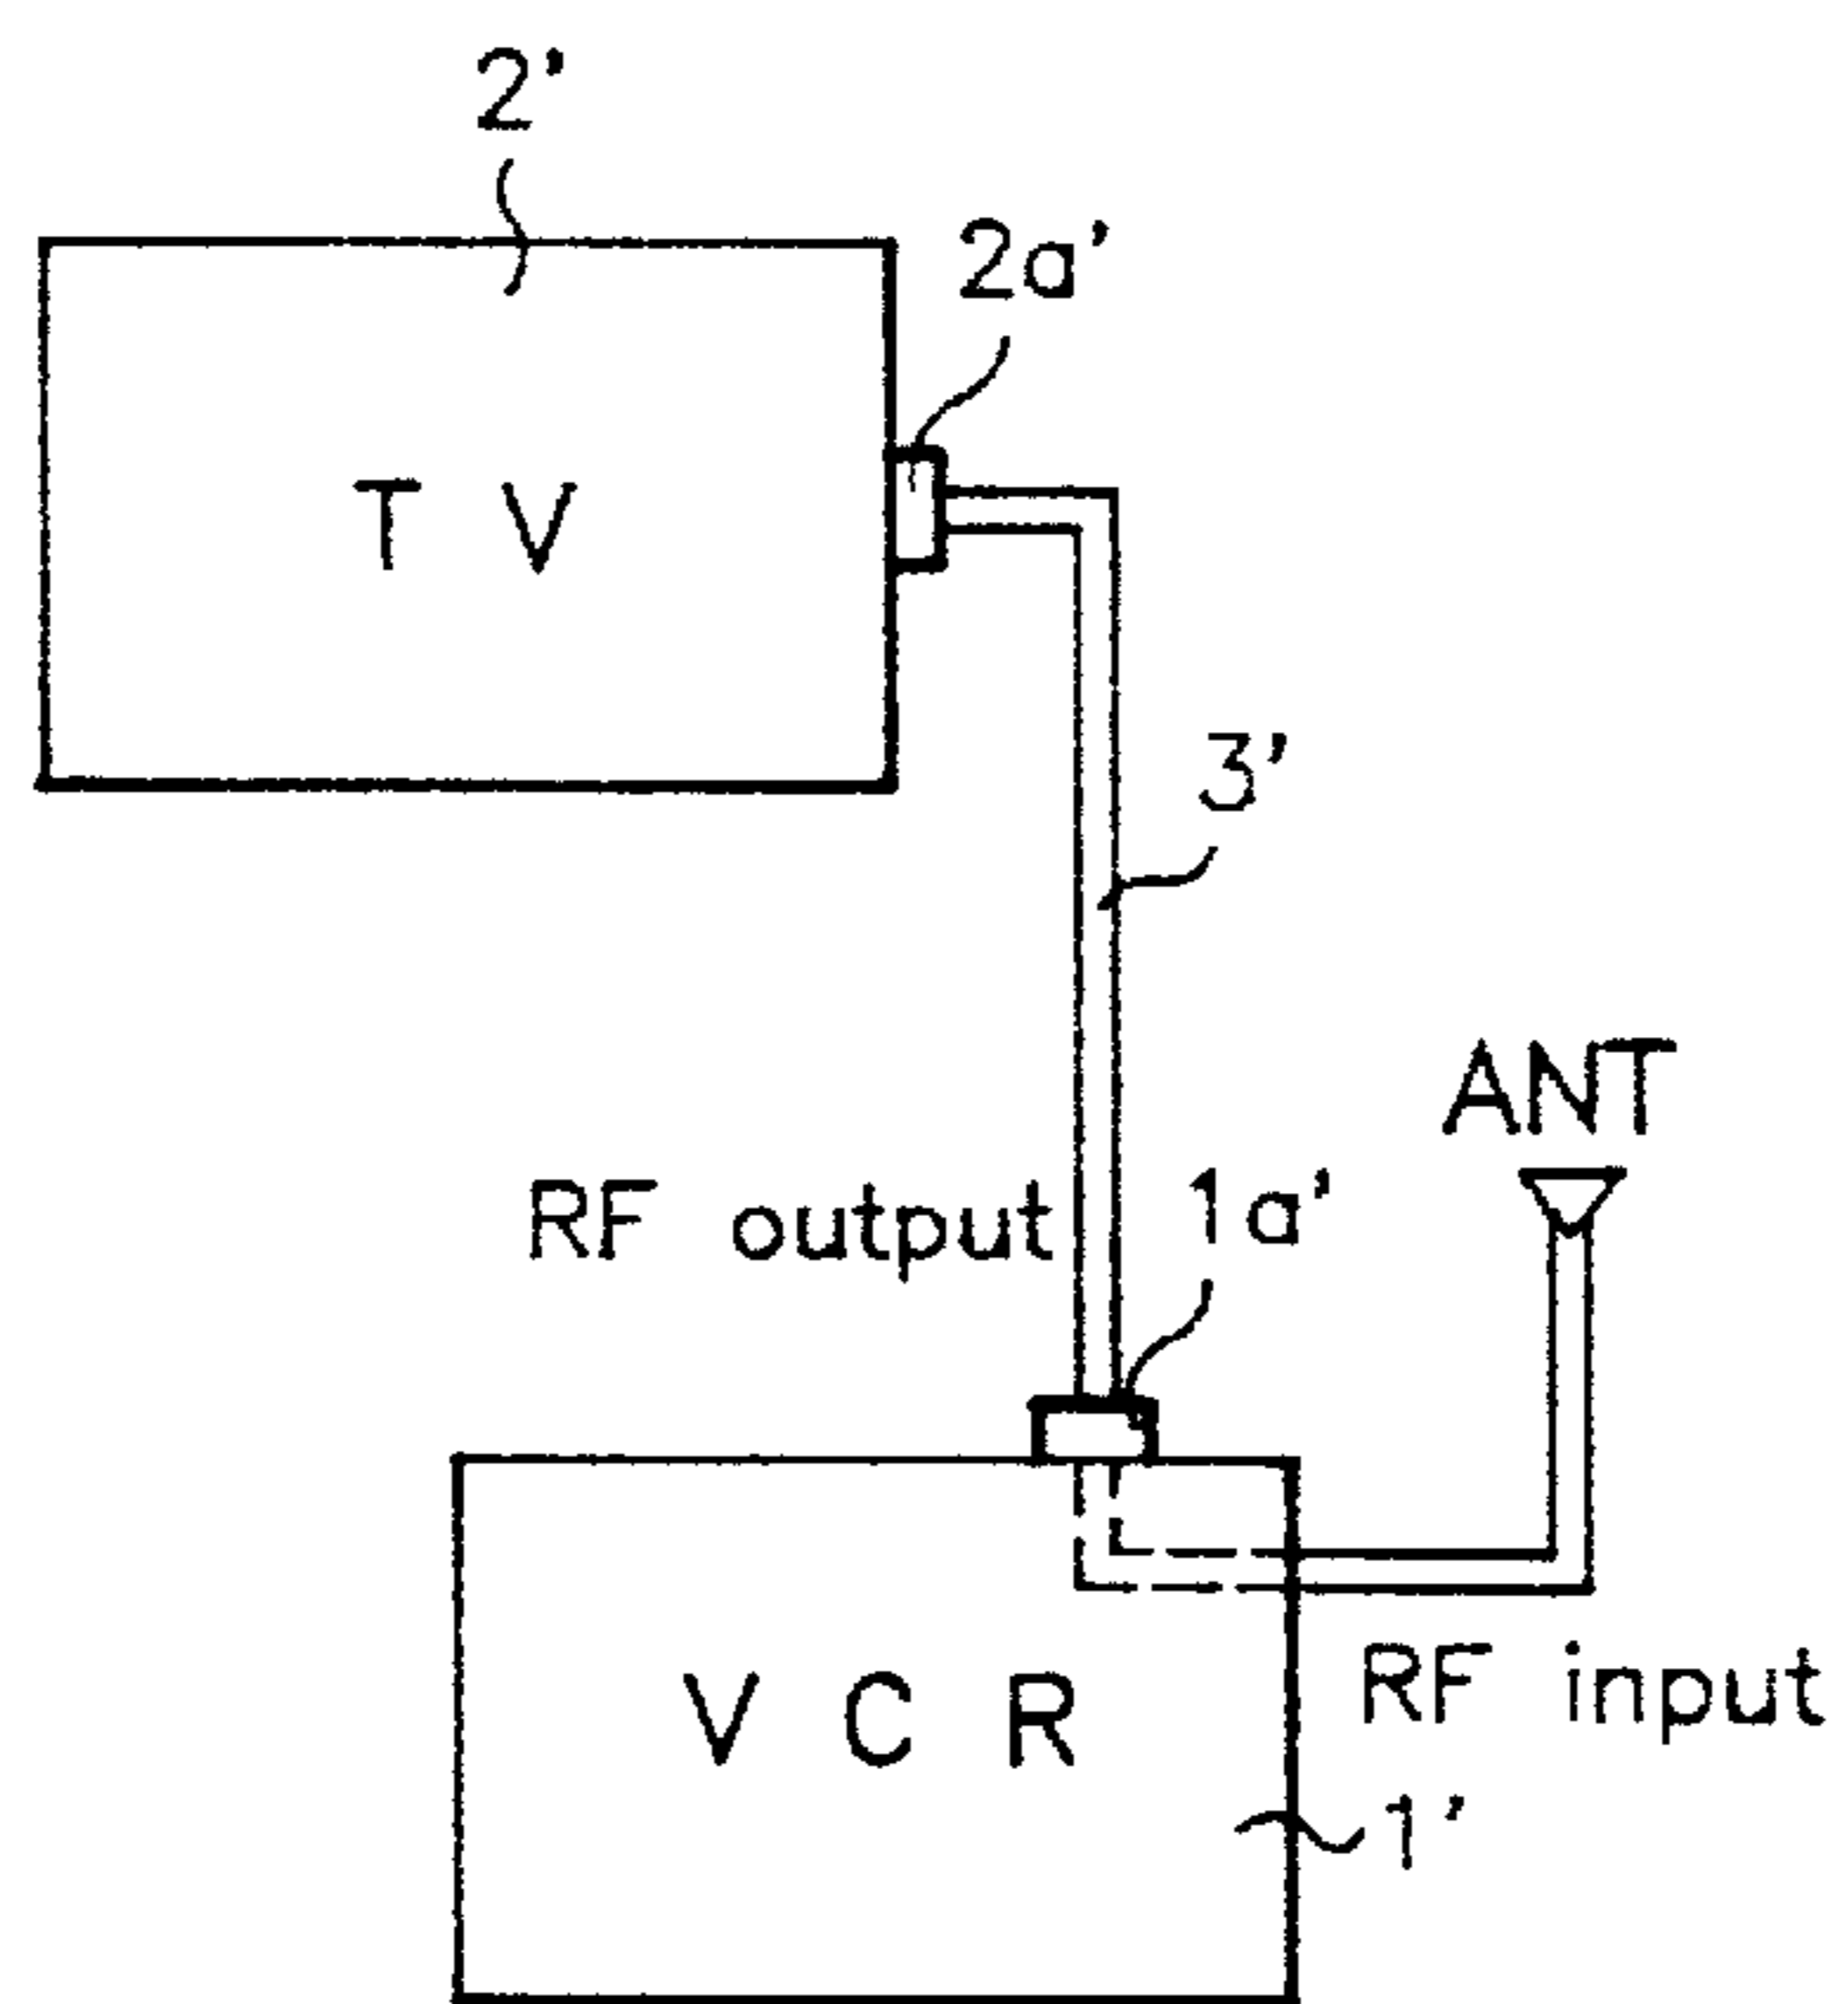 2'
2a'
T V
3'
ANT
RF output
1a'
V C R
RF input
1'